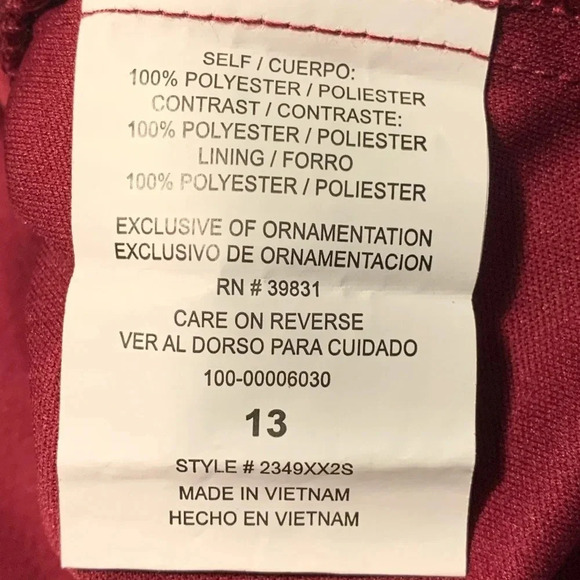 SELF / CUERPO:
100% POLYESTER / POLIESTER
CONTRAST / CONTRASTE:
100% POLYESTER / POLIESTER
LINING / FORRO
100% POLYESTER / POLIESTER
EXCLUSIVE OF ORNAMENTATION
EXCLUSIVO DE ORNAMENTACION
RN # 39831
CARE ON REVERSE
VER AL DORSO PARA CUIDADO
100-00006030
13
STYLE # 2349XX2S
MADE IN VIETNAM
HECHO EN VIETNAM